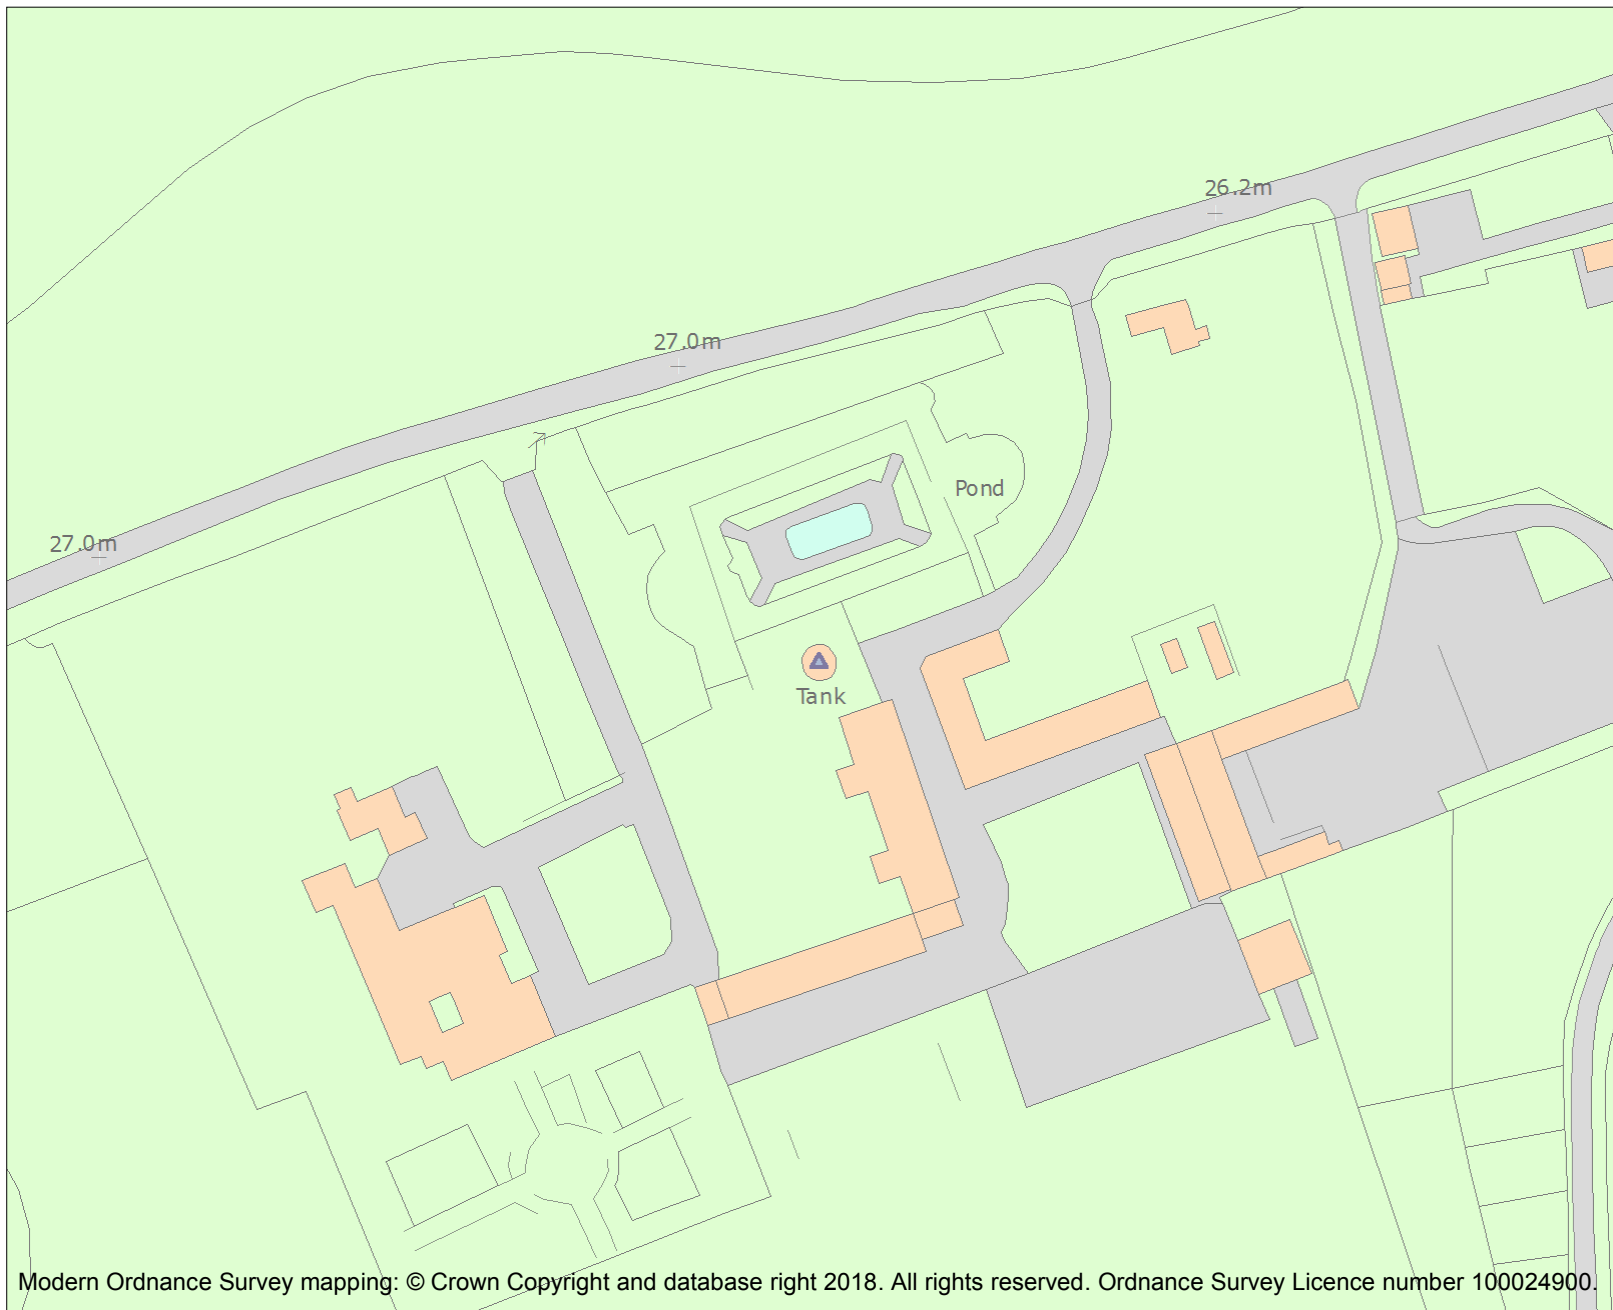 26.2m
27.0m
Pond
27.0m
Tank
Modern Ordnance Survey mapping: © Crown Copyright and database right 2018. All rights reserved. Ordnance Survey Licence number 100024900.